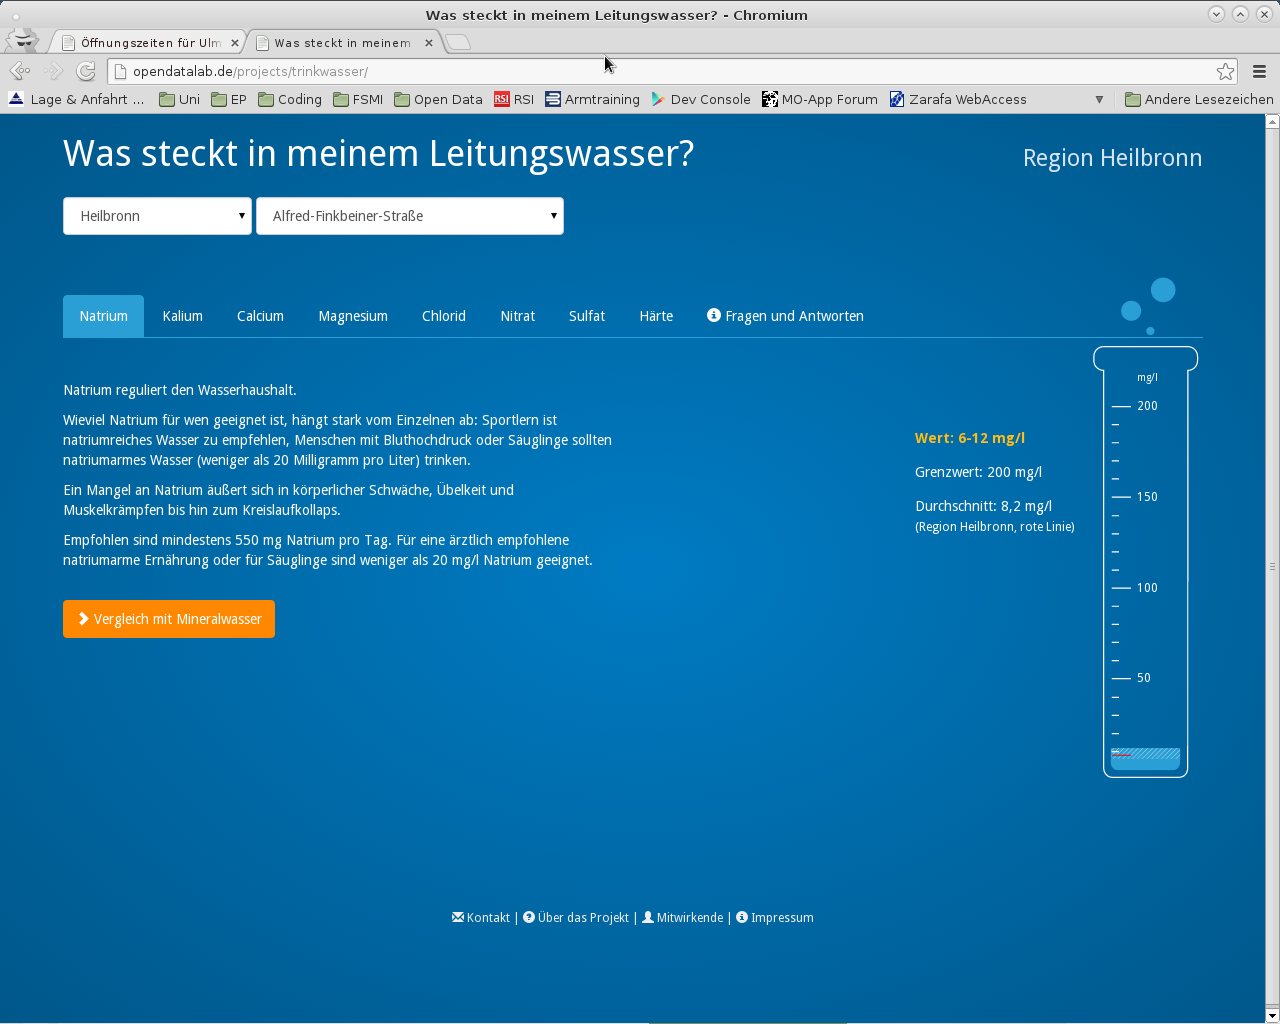 Was steckt in meinem Leitungswasser? - Chromium
Öffnungszeiten für Ulm
Was steckt in meinem
opendatalab.de/projects/trinkwasser/
Lage & Anfahrt ... Uni EP Coding FSMI Open Data RSI RSI Armtraining Dev Console MO-App Forum Zarafa WebAccess Andere Lesezeichen
Was steckt in meinem Leitungswasser?
Region Heilbronn
Heilbronn
Alfred-Finkbeiner-Straße
Natrium Kalium Calcium Magnesium Chlorid Nitrat Sulfat Härte Fragen und Antworten
Natrium reguliert den Wasserhaushalt.
Wieviel Natrium für wen geeignet ist, hängt stark vom Einzelnen ab: Sportlern ist
natriumreiches Wasser zu empfehlen, Menschen mit Bluthochdruck oder Säuglinge sollten
natriumarmes Wasser (weniger als 20 Milligramm pro Liter) trinken.
Ein Mangel an Natrium äußert sich in körperlicher Schwäche, Übelkeit und
Muskelkrämpfen bis hin zum Kreislaufkollaps.
Empfohlen sind mindestens 550 mg Natrium pro Tag. Für eine ärztlich empfohlene
natriumarme Ernährung oder für Säuglinge sind weniger als 20 mg/l Natrium geeignet.
Vergleich mit Mineralwasser
Wert: 6-12 mg/l
Grenzwert: 200 mg/l
Durchschnitt: 8,2 mg/l
(Region Heilbronn, rote Linie)
mg/l
200
150
100
50
Kontakt | Über das Projekt | Mitwirkende | Impressum